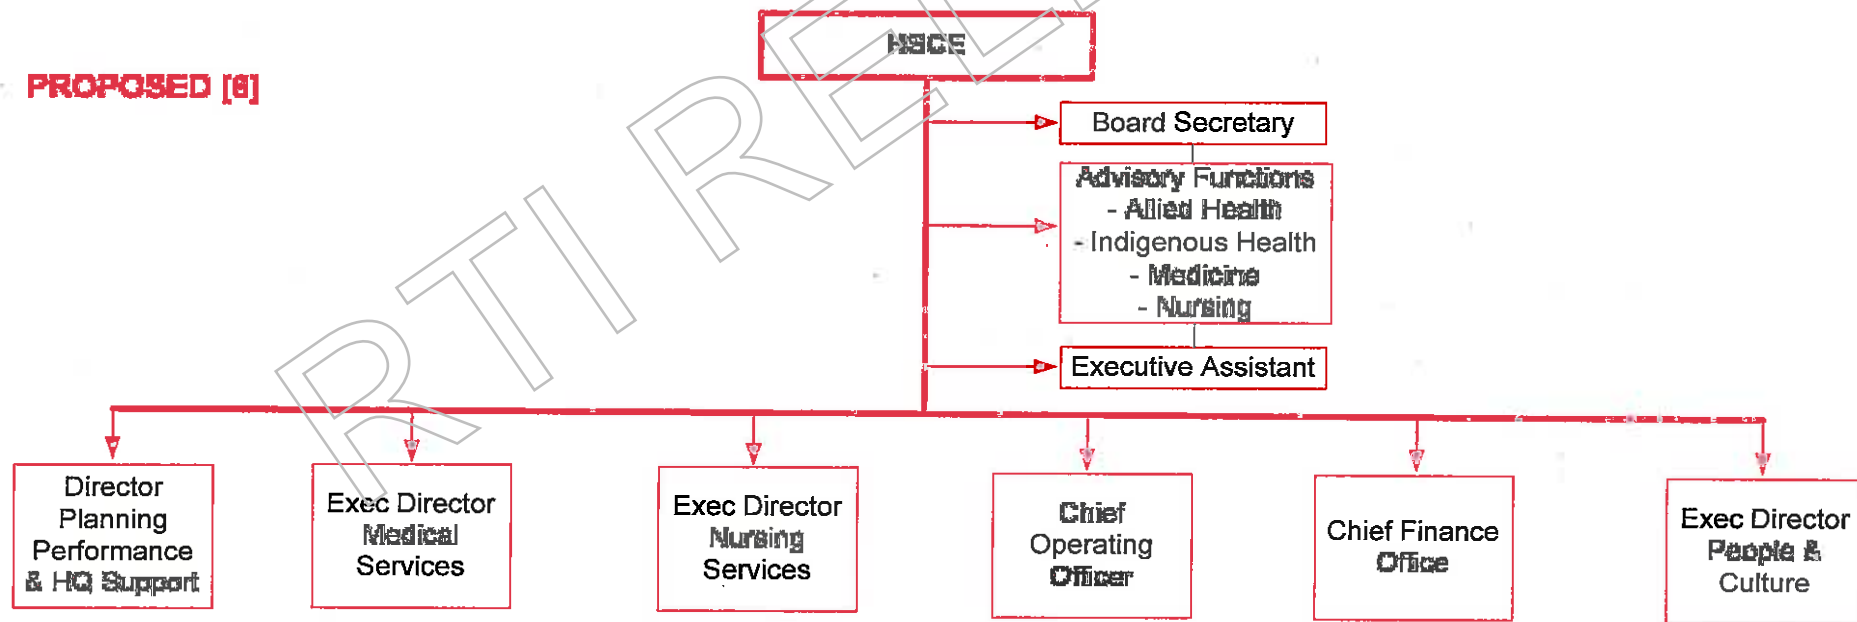 HSCE
PROPOSED [6]
Board Secretary
Advisory Functions
- Allied Health
- Indigenous Health
- Medicine
- Nursing
Executive Assistant
Director
Planning
Performance
& HQ Support
Exec Director
Medical
Services
Exec Director
Nursing
Services
Chief
Operating
Officer
Chief Finance
Office
Exec Director
People &
Culture
RTI REL